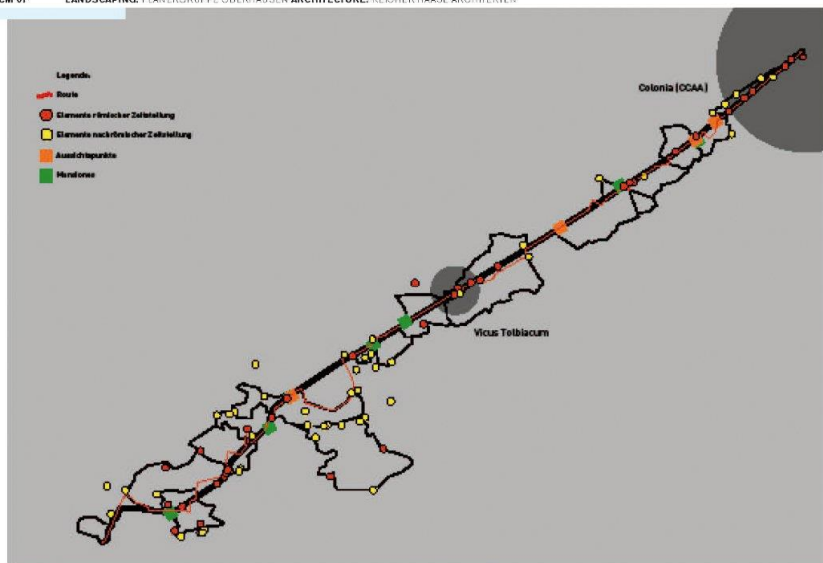 LANDSCAPING: PLANERGRUPPE OBERHAUSEN ARCHITECTURE: REICHER HAASE ARCHITEKTEN
Legende:
Route
Elemente römischer Zeitstellung
Elemente nachrömischer Zeitstellung
Aussichtspunkte
Mansiones
Colonia (CCAA)
Vicus Tolbiacum